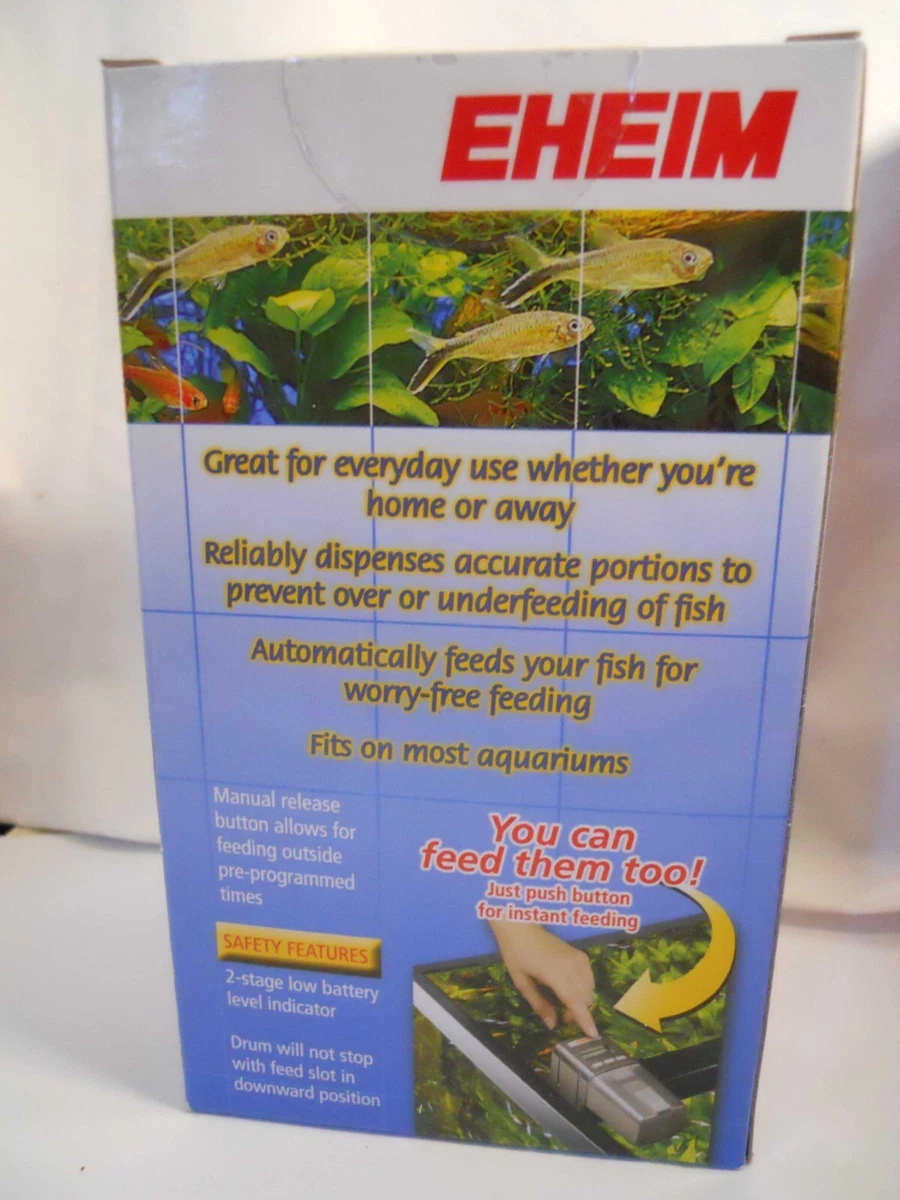 EHEIM
Great for everyday use whether you're
home or away
Reliably dispenses accurate portions to
prevent over or underfeeding of fish
Automatically feeds your fish for
worry-free feeding
Fits on most aquariums
Manual release
button allows for
feeding outside
pre-programmed
times
SAFETY FEATURES
2-stage low battery
level indicator
Drum will not stop
with feed slot in
downward position
You can
feed them too!
Just push button
for instant feeding